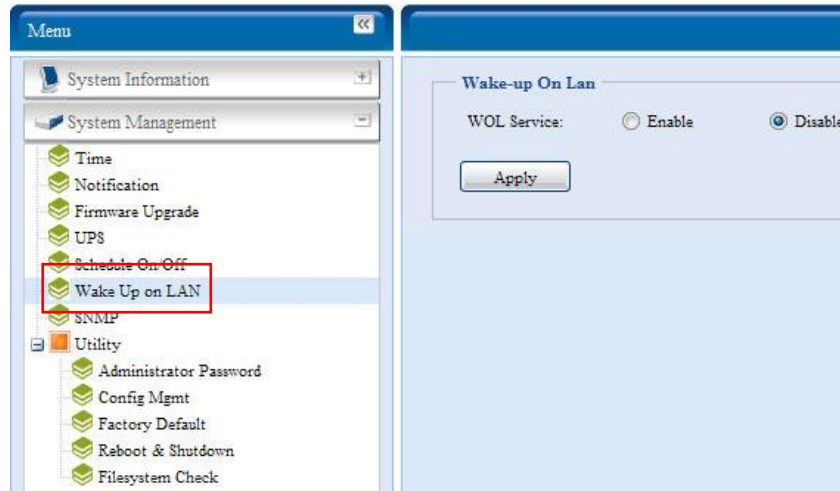 Menu
System Information
System Management
Time
Notification
Firmware Upgrade
UPS
Schedule On/Off
Wake Up on LAN
SNMP
Utility
Administrator Password
Config Mgmt
Factory Default
Reboot & Shutdown
Filesystem Check
Wake-up On Lan
WOL Service: Enable Disable
Apply